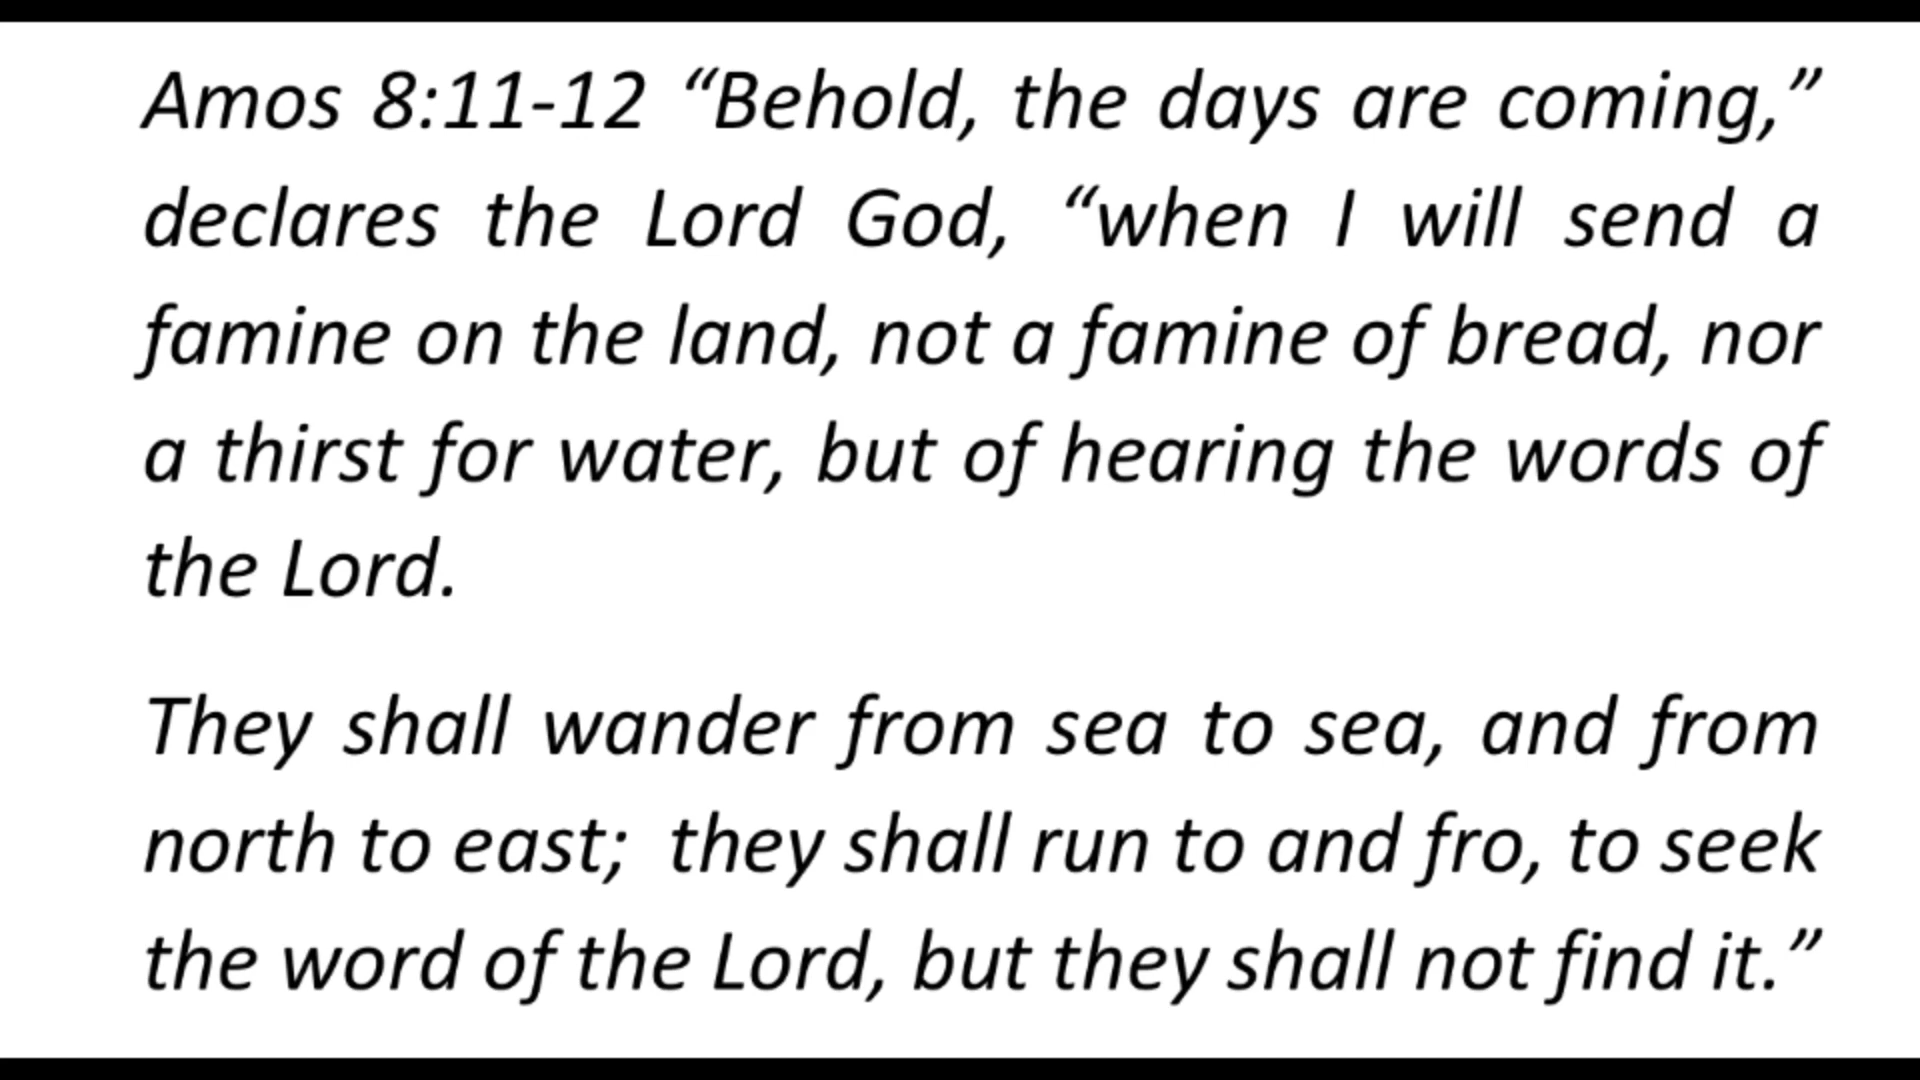 Amos 8:11-12 “Behold, the days are coming,”
declares the Lord God, “when I will send a
famine on the land, not a famine of bread, nor
a thirst for water, but of hearing the words of
the Lord.
They shall wander from sea to sea, and from
north to east;  they shall run to and fro, to seek
the word of the Lord, but they shall not find it.”